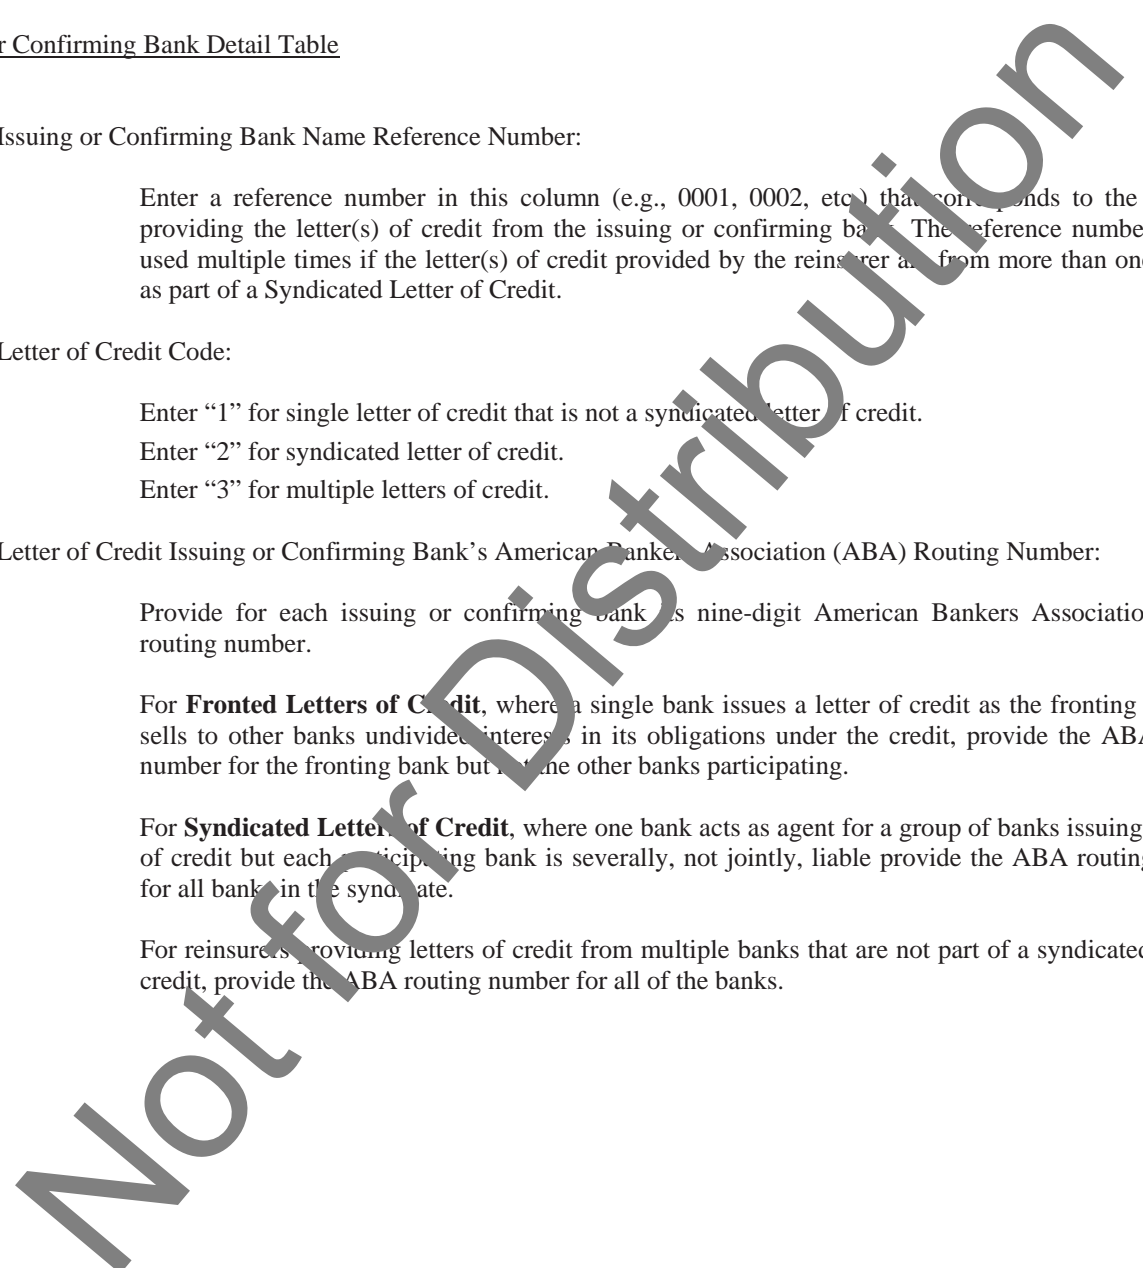 r Confirming Bank Detail Table
Issuing or Confirming Bank Name Reference Number:
Enter a reference number in this column (e.g., 0001, 0002, etc.) that corresponds to the
providing the letter(s) of credit from the issuing or confirming bank. The reference numbe
used multiple times if the letter(s) of credit provided by the reinsurer are from more than one
as part of a Syndicated Letter of Credit.
Letter of Credit Code:
Enter “1” for single letter of credit that is not a syndicated letter of credit.
Enter “2” for syndicated letter of credit.
Enter “3” for multiple letters of credit.
Letter of Credit Issuing or Confirming Bank’s American Bankers Association (ABA) Routing Number:
Provide for each issuing or confirming bank its nine-digit American Bankers Associatio
routing number.
For Fronted Letters of Credit, where a single bank issues a letter of credit as the fronting
sells to other banks undivided interests in its obligations under the credit, provide the ABA
number for the fronting bank but not the other banks participating.
For Syndicated Letters of Credit, where one bank acts as agent for a group of banks issuing
of credit but each participating bank is severally, not jointly, liable provide the ABA routing
for all banks in the syndicate.
For reinsurers providing letters of credit from multiple banks that are not part of a syndicated
credit, provide the ABA routing number for all of the banks.
Not for Distribution